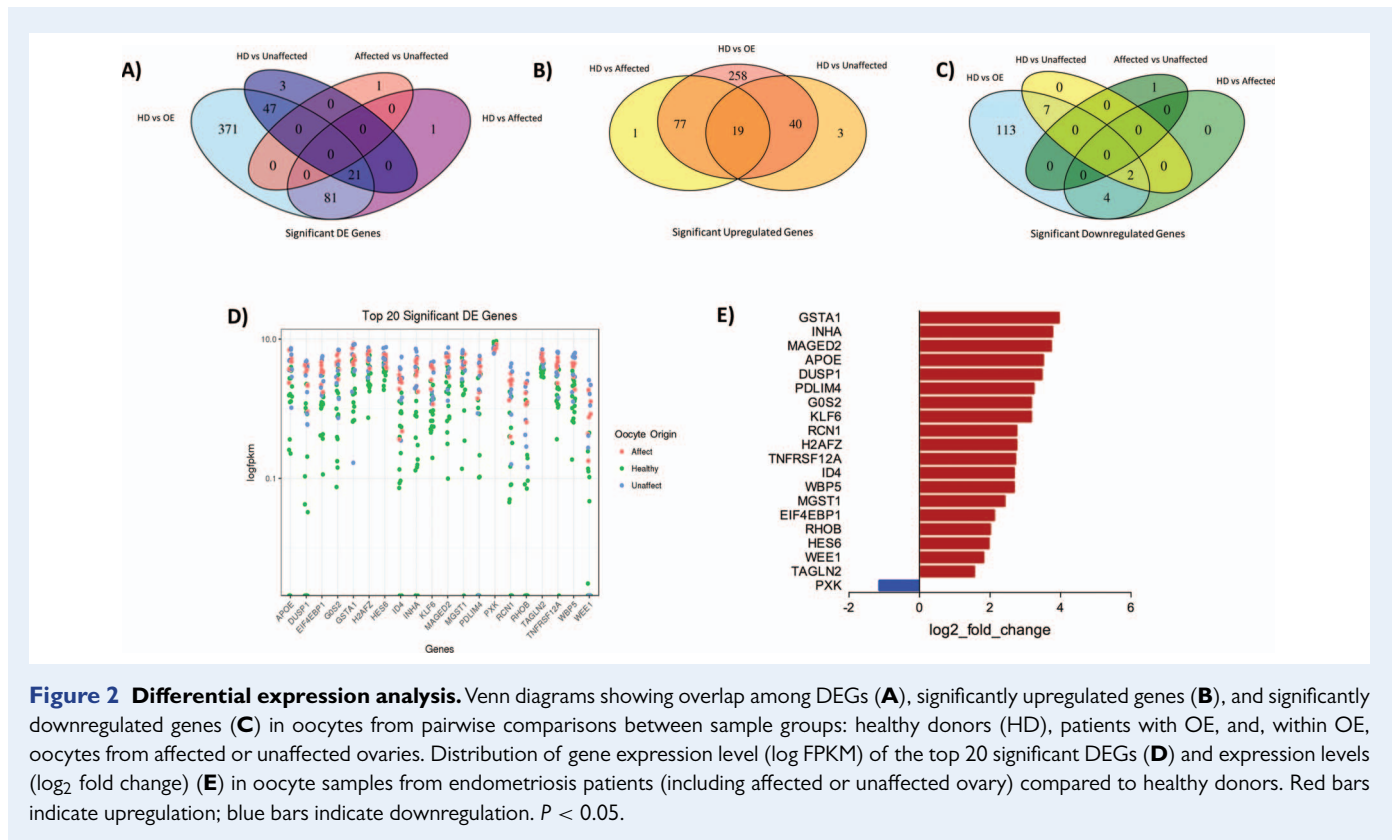 A)
HD vs Unaffected
Affected vs Unaffected
HD vs OE
HD vs Affected
3
1
47
0
0
371
0
0
1
0
0
0
0
21
81
Significant DE Genes
B)
HD vs OE
HD vs Affected
HD vs Unaffected
258
1
77
19
40
3
Significant Upregulated Genes
C)
HD vs Unaffected
Affected vs Unaffected
HD vs OE
HD vs Affected
0
1
7
0
0
113
0
0
0
0
0
0
0
2
4
Significant Downregulated Genes
D)
Top 20 Significant DE Genes
10.0
0.1
logfpkm
APOE
DUSP1
EIF4EBP1
G0S2
GSTA1
H2AFZ
HES6
ID4
INHA
KLF6
MAGED2
MGST1
PDLIM4
PXK
RCN1
RHOB
TAGLN2
TNFRSF12A
WBP5
WEE1
Genes
Oocyte Origin
Affect
Healthy
Unaffect
E)
GSTA1
INHA
MAGED2
APOE
DUSP1
PDLIM4
G0S2
KLF6
RCN1
H2AFZ
TNFRSF12A
ID4
WBP5
MGST1
EIF4EBP1
RHOB
HES6
WEE1
TAGLN2
PXK
-2 0 2 4 6
log2_fold_change
Figure 2 Differential expression analysis. Venn diagrams showing overlap among DEGs (A), significantly upregulated genes (B), and significantly
downregulated genes (C) in oocytes from pairwise comparisons between sample groups: healthy donors (HD), patients with OE, and, within OE,
oocytes from affected or unaffected ovaries. Distribution of gene expression level (log FPKM) of the top 20 significant DEGs (D) and expression levels
(log2 fold change) (E) in oocyte samples from endometriosis patients (including affected or unaffected ovary) compared to healthy donors. Red bars
indicate upregulation; blue bars indicate downregulation. P < 0.05.